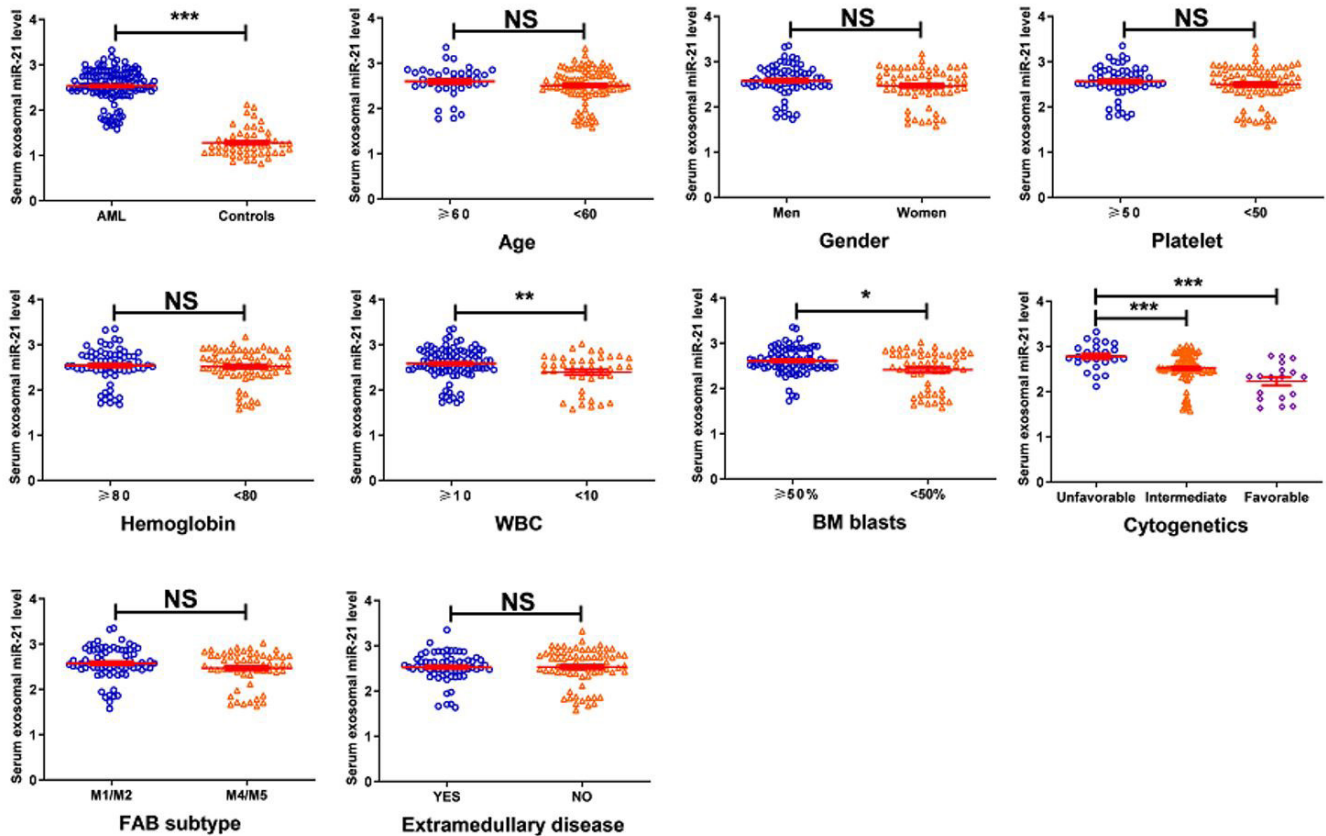 ***
Serum exosomal miR-21 level
4
3
2
1
0
AML Controls
NS
Serum exosomal miR-21 level
4
3
2
1
0
⩾60 <60
Age
NS
Serum exosomal miR-21 level
4
3
2
1
0
Men Women
Gender
NS
Serum exosomal miR-21 level
4
3
2
1
0
⩾50 <50
Platelet
NS
Serum exosomal miR-21 level
4
3
2
1
0
⩾80 <80
Hemoglobin
**
Serum exosomal miR-21 level
4
3
2
1
0
⩾10 <10
WBC
*
Serum exosomal miR-21 level
4
3
2
1
0
⩾50% <50%
BM blasts
***
***
Serum exosomal miR-21 level
4
3
2
1
0
Unfavorable Intermediate Favorable
Cytogenetics
NS
Serum exosomal miR-21 level
4
3
2
1
0
M1/M2 M4/M5
FAB subtype
NS
Serum exosomal miR-21 level
4
3
2
1
0
YES NO
Extramedullary disease